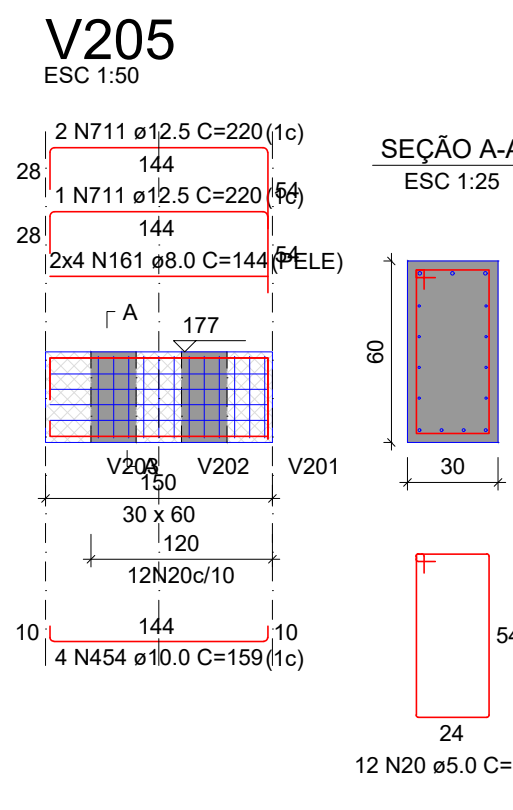 V205
ESC 1:50
2 N711 ø12.5 C=220 (1c)
28
144
54
1 N711 ø12.5 C=220 (1c)
28
144
54
2x4 N161 ø8.0 C=144 (PELE)
A
177
V203
A
V202
V201
150
30 x 60
120
12N20c/10
10
144
10
4 N454 ø10.0 C=159 (1c)
SEÇÃO A-A
ESC 1:25
60
30
54
24
12 N20 ø5.0 C=